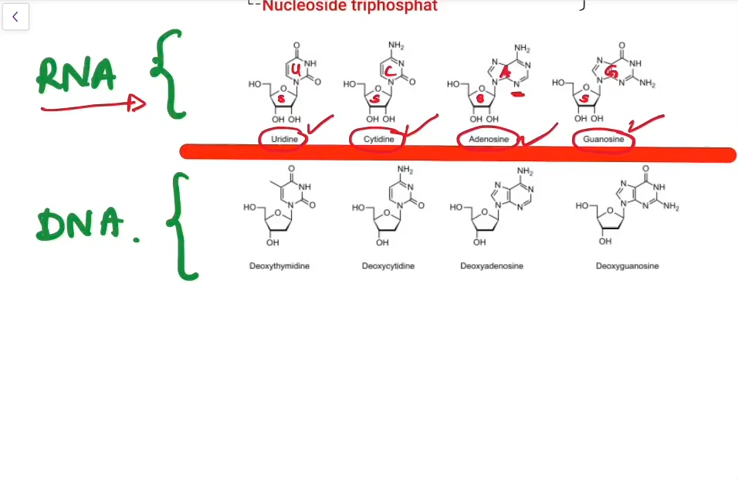 Nucleoside triphosphat
RNA
O NH₂ NH₂ O
U NH C N N A N N G NH
HO N O HO N O HO N N HO N N NH₂
O S O S O S O S
OH OH OH OH OH OH OH OH
Uridine Cytidine Adenosine Guanosine
DNA.
O NH₂ NH₂ O
NH N N N N NH
HO N O HO N O HO N N HO N N NH₂
O O O O
OH OH OH OH
Deoxythymidine Deoxycytidine Deoxyadenosine Deoxyguanosine